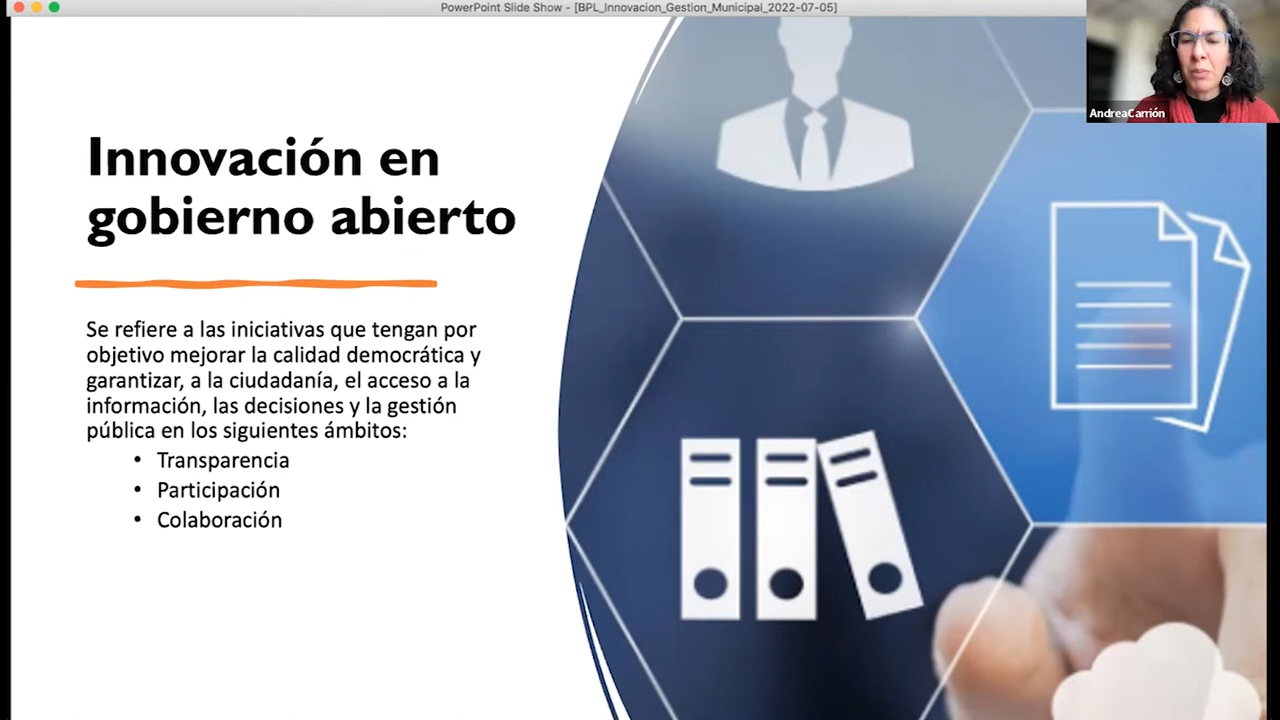 PowerPoint Slide Show - [BPL_Innovacion_Gestion_Municipal_2022-07-05]
AndreaCarrión
Innovación en
gobierno abierto
Se refiere a las iniciativas que tengan por
objetivo mejorar la calidad democrática y
garantizar, a la ciudadanía, el acceso a la
información, las decisiones y la gestión
pública en los siguientes ámbitos:
• Transparencia
• Participación
• Colaboración